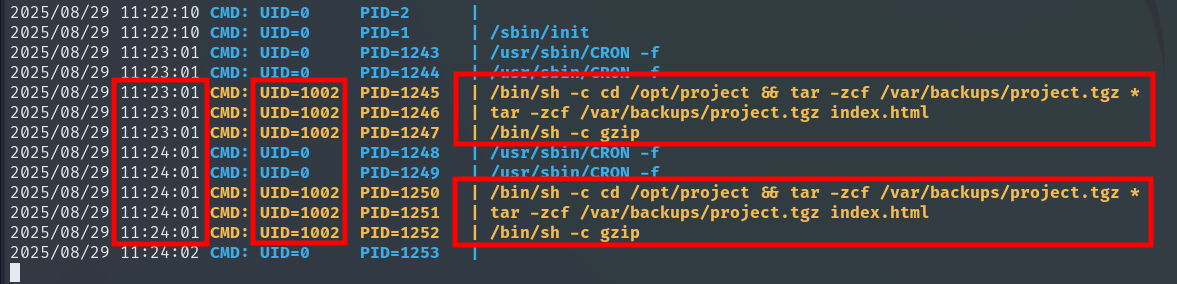 2025/08/29 11:22:10 CMD: UID=0     PID=2      |
2025/08/29 11:22:10 CMD: UID=0     PID=1      | /sbin/init
2025/08/29 11:23:01 CMD: UID=0     PID=1243   | /usr/sbin/CRON -f
2025/08/29 11:23:01 CMD: UID=0     PID=1244   | /usr/sbin/CRON -f
2025/08/29 11:23:01 CMD: UID=1002  PID=1245   | /bin/sh -c cd /opt/project && tar -zcf /var/backups/project.tgz *
2025/08/29 11:23:01 CMD: UID=1002  PID=1246   | tar -zcf /var/backups/project.tgz index.html
2025/08/29 11:23:01 CMD: UID=1002  PID=1247   | /bin/sh -c gzip
2025/08/29 11:24:01 CMD: UID=0     PID=1248   | /usr/sbin/CRON -f
2025/08/29 11:24:01 CMD: UID=0     PID=1249   | /usr/sbin/CRON -f
2025/08/29 11:24:01 CMD: UID=1002  PID=1250   | /bin/sh -c cd /opt/project && tar -zcf /var/backups/project.tgz *
2025/08/29 11:24:01 CMD: UID=1002  PID=1251   | tar -zcf /var/backups/project.tgz index.html
2025/08/29 11:24:01 CMD: UID=1002  PID=1252   | /bin/sh -c gzip
2025/08/29 11:24:02 CMD: UID=0     PID=1253   |